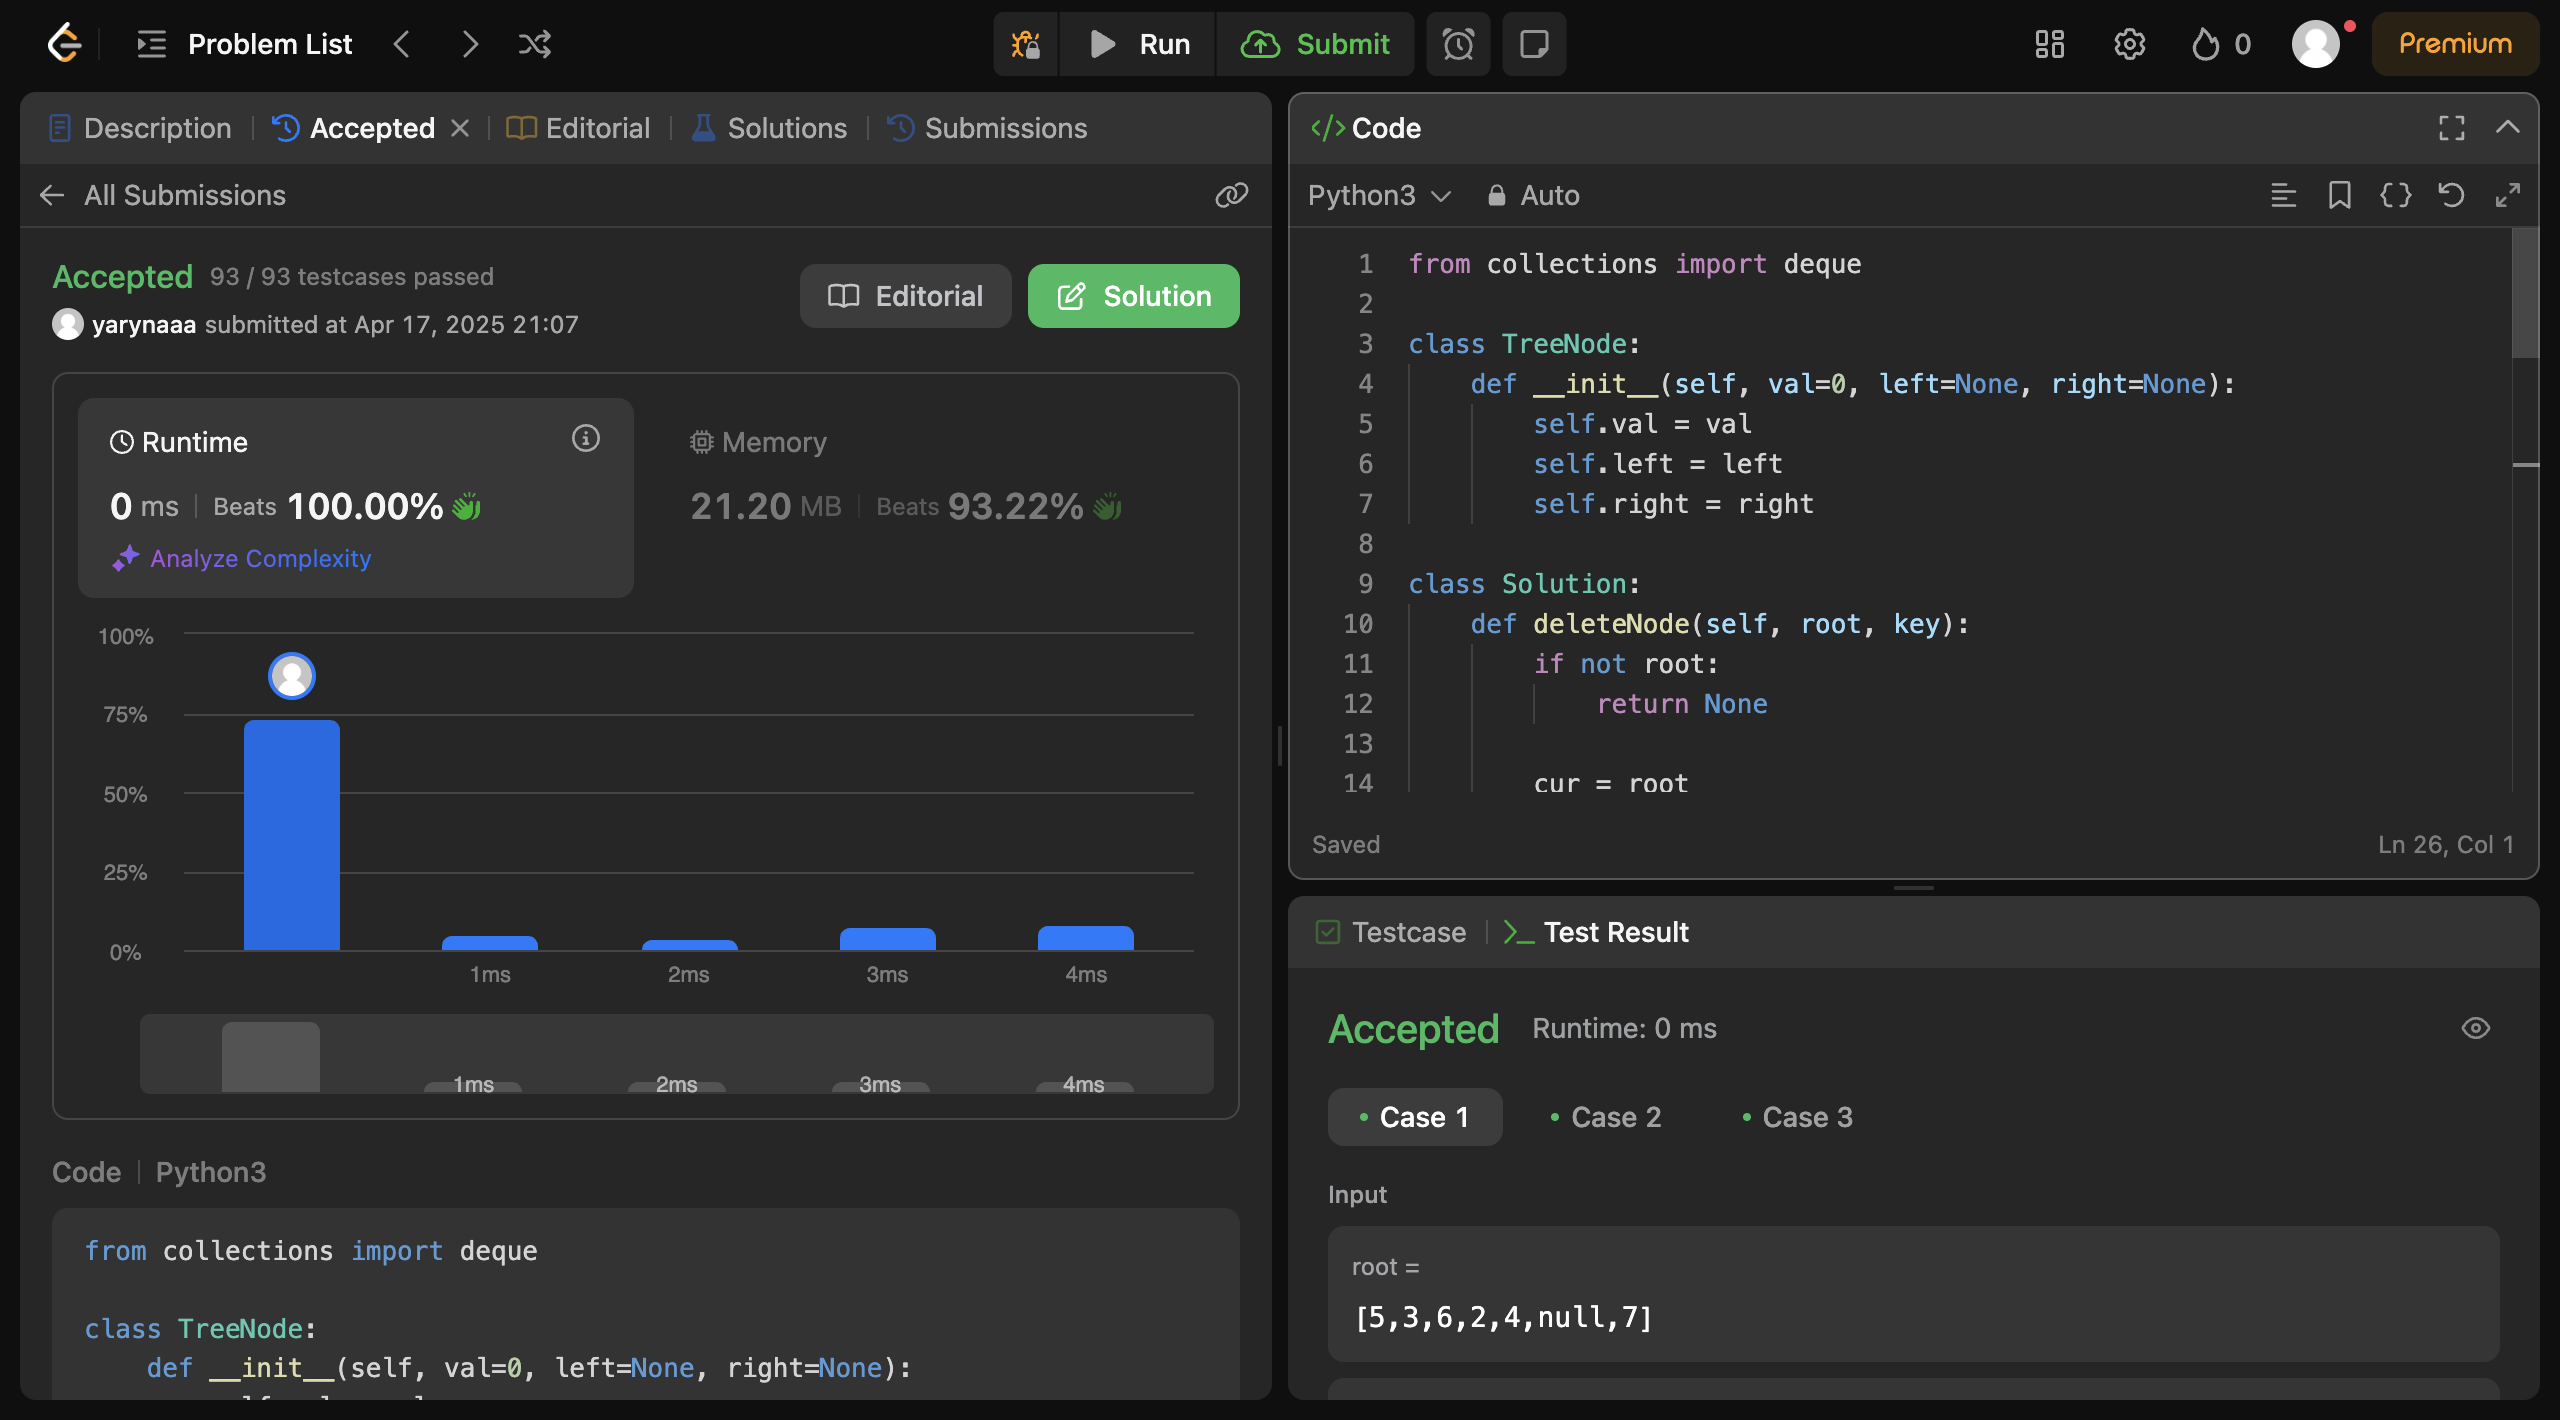 Problem List
Run
Submit
0
Premium
Description
Accepted
Editorial
Solutions
Submissions
All Submissions
Accepted 93 / 93 testcases passed
yarynaaa submitted at Apr 17, 2025 21:07
Editorial
Solution
Runtime
0 ms Beats 100.00%
Analyze Complexity
Memory
21.20 MB Beats 93.22%
100%
75%
50%
25%
0%
1ms 2ms 3ms 4ms
1ms 2ms 3ms 4ms
Code Python3
from collections import deque
class TreeNode:
def __init__(self, val=0, left=None, right=None):
</> Code
Python3 Auto
1 from collections import deque
2
3 class TreeNode:
4 def __init__(self, val=0, left=None, right=None):
5 self.val = val
6 self.left = left
7 self.right = right
8
9 class Solution:
10 def deleteNode(self, root, key):
11 if not root:
12 return None
13
14 cur = root
Saved
Ln 26, Col 1
Testcase
Test Result
Accepted Runtime: 0 ms
Case 1
Case 2
Case 3
Input
root =
[5,3,6,2,4,null,7]